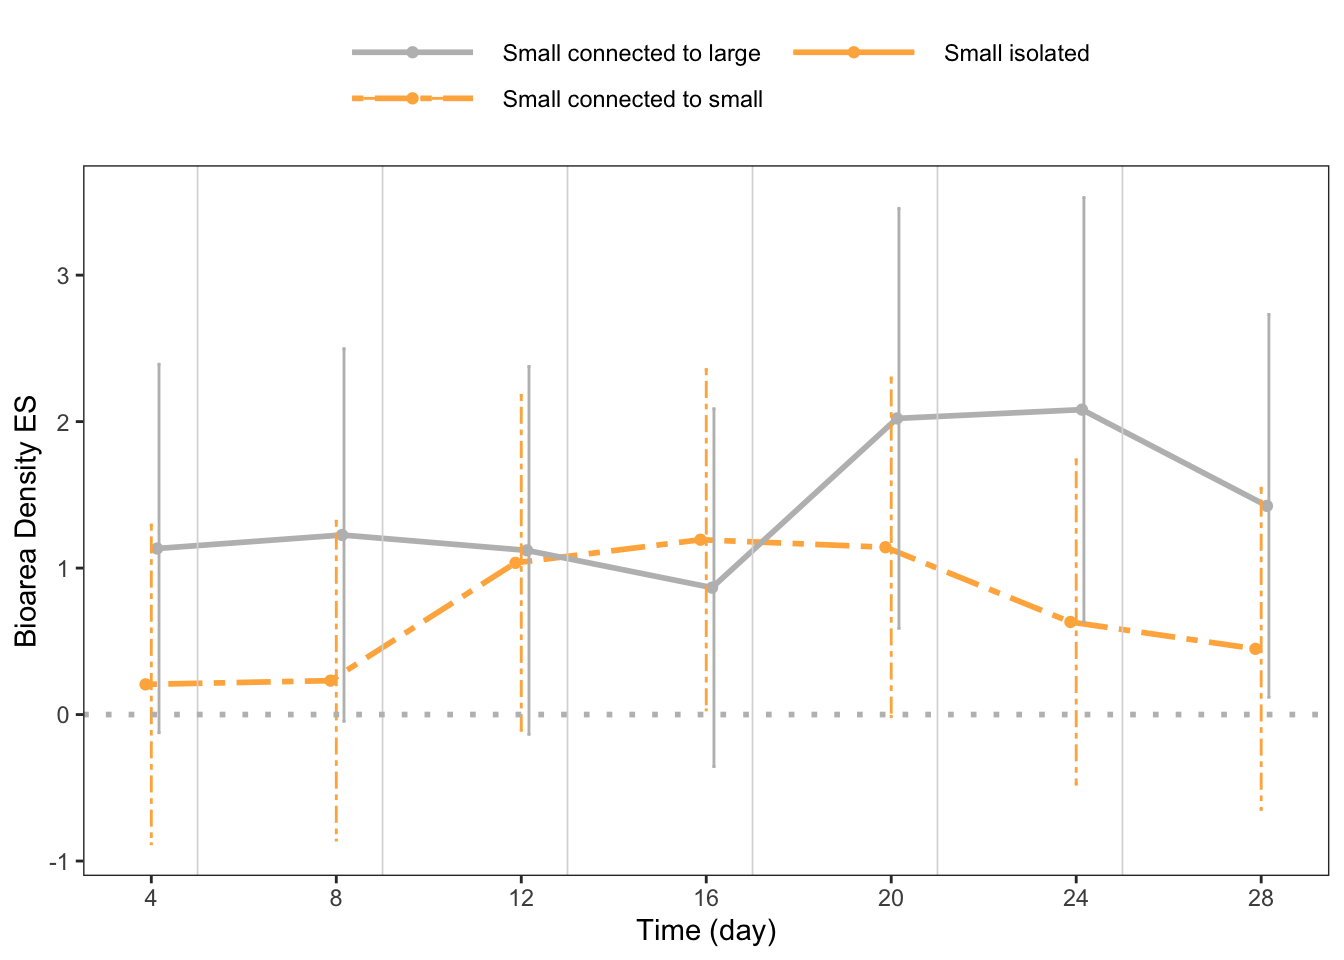 Small connected to large
Small isolated
Small connected to small
Bioarea Density ES
3
2
1
0
-1
4 8 12 16 20 24 28
Time (day)